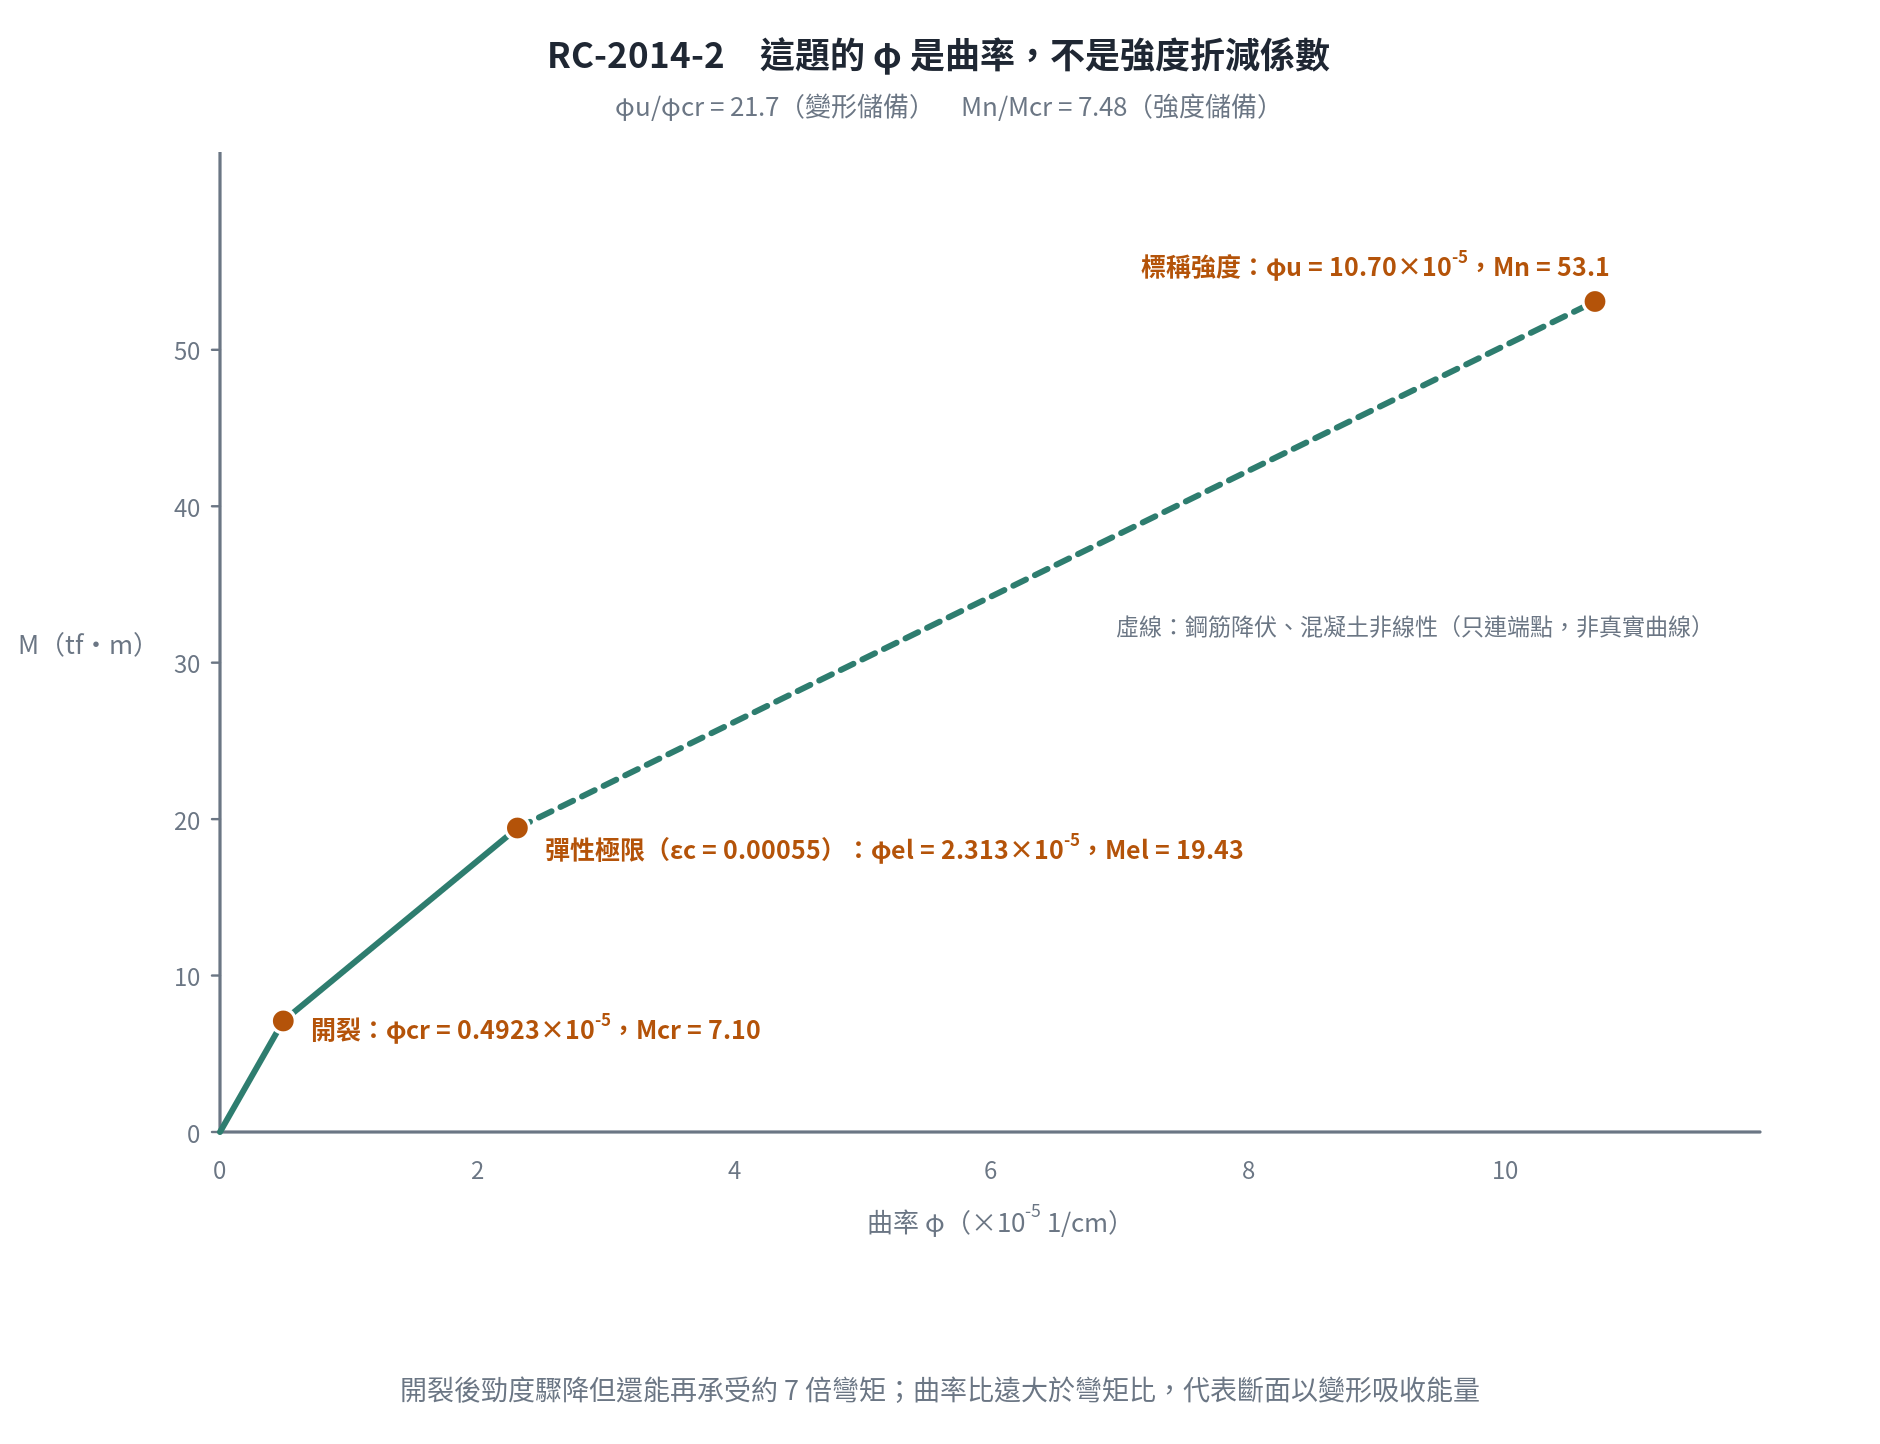 RC-2014-2　這題的 ϕ 是曲率，不是強度折減係數
ϕu/ϕcr = 21.7（變形儲備）　Mn/Mcr = 7.48（強度儲備）
標稱強度：ϕu = 10.70×10⁻⁵，Mn = 53.1
50
40
虛線：鋼筋降伏、混凝土非線性（只連端點，非真實曲線）
M（tf・m）
30
20
彈性極限（εc = 0.00055）：ϕel = 2.313×10⁻⁵，Mel = 19.43
10
開裂：ϕcr = 0.4923×10⁻⁵，Mcr = 7.10
0
0 2 4 6 8 10
曲率 ϕ（×10⁻⁵ 1/cm）
開裂後勁度驟降但還能再承受約 7 倍彎矩；曲率比遠大於彎矩比，代表斷面以變形吸收能量